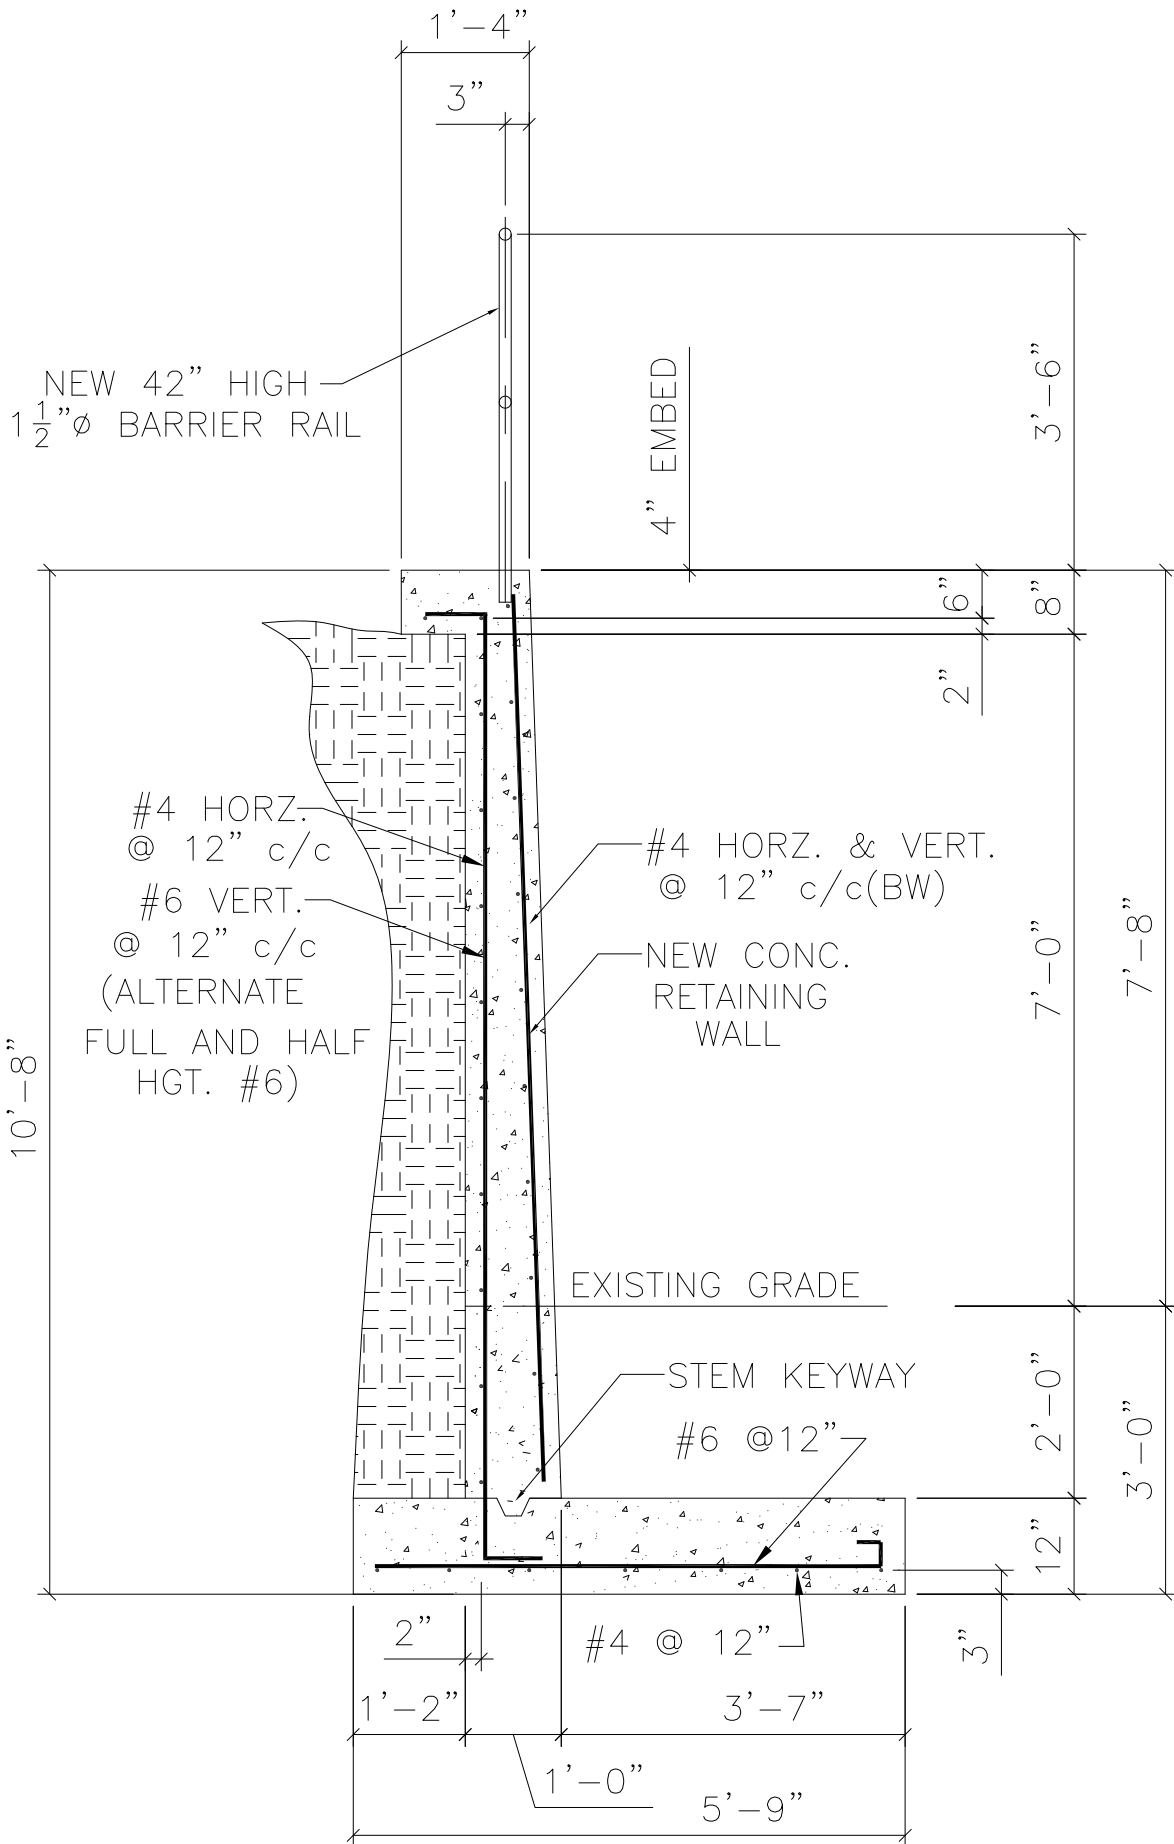 1'-4"
3"
NEW 42" HIGH
1 1/2"ø BARRIER RAIL
4" EMBED
3'-6"
6"
8"
2"
#4 HORZ.
@ 12" c/c
#6 VERT.
@ 12" c/c
(ALTERNATE
FULL AND HALF
HGT. #6)
#4 HORZ. & VERT.
@ 12" c/c(BW)
NEW CONC.
RETAINING
WALL
7'-0"
7'-8"
10'-8"
EXISTING GRADE
STEM KEYWAY
#6 @12"
2'-0"
3'-0"
12"
2"
#4 @ 12"
3"
1'-2"
3'-7"
1'-0"
5'-9"